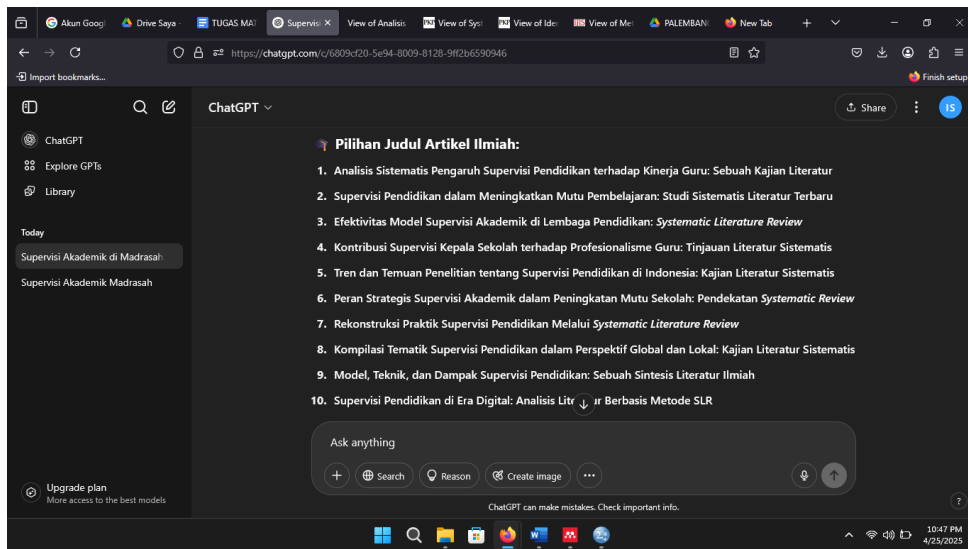 Akun Googl
Drive Saya -
TUGAS MAT
Supervisi
View of Analisis
View of Syst
View of Iden
View of Met
PALEMBANG
New Tab
https://chatgpt.com/c/6809cf20-5e94-8009-8128-9ff2b6590946
Import bookmarks...
Finish setup
ChatGPT
Share
IS
ChatGPT
Explore GPTs
Library
Today
Supervisi Akademik di Madrasah
Supervisi Akademik Madrasah
Upgrade plan
More access to the best models
Pilihan Judul Artikel Ilmiah:
1. Analisis Sistematis Pengaruh Supervisi Pendidikan terhadap Kinerja Guru: Sebuah Kajian Literatur
2. Supervisi Pendidikan dalam Meningkatkan Mutu Pembelajaran: Studi Sistematis Literatur Terbaru
3. Efektivitas Model Supervisi Akademik di Lembaga Pendidikan: Systematic Literature Review
4. Kontribusi Supervisi Kepala Sekolah terhadap Profesionalisme Guru: Tinjauan Literatur Sistematis
5. Tren dan Temuan Penelitian tentang Supervisi Pendidikan di Indonesia: Kajian Literatur Sistematis
6. Peran Strategis Supervisi Akademik dalam Peningkatan Mutu Sekolah: Pendekatan Systematic Review
7. Rekonstruksi Praktik Supervisi Pendidikan Melalui Systematic Literature Review
8. Kompilasi Tematik Supervisi Pendidikan dalam Perspektif Global dan Lokal: Kajian Literatur Sistematis
9. Model, Teknik, dan Dampak Supervisi Pendidikan: Sebuah Sintesis Literatur Ilmiah
10. Supervisi Pendidikan di Era Digital: Analisis Lite ur Berbasis Metode SLR
Ask anything
Search
Reason
Create image
ChatGPT can make mistakes. Check important info.
?
10:47 PM
4/25/2025